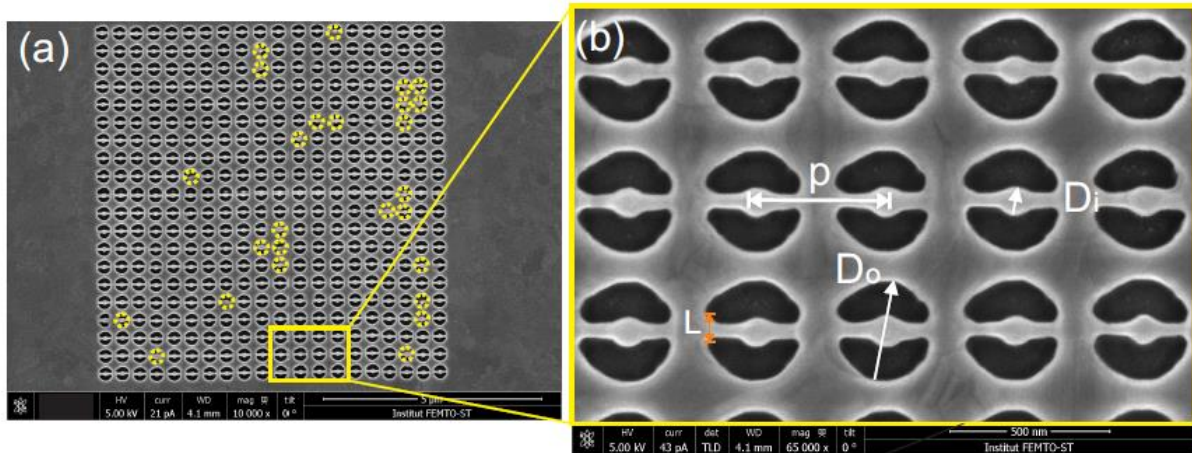 (a)
HV curr WD mag tilt
5.00 kV 21 pA 4.1 mm 10 000 x 0° 5 µm
Institut FEMTO-ST
(b)
p
Di
Do
L
HV curr det WD mag tilt
5.00 kV 43 pA TLD 4.1 mm 65 000 x 0° 500 nm
Institut FEMTO-ST